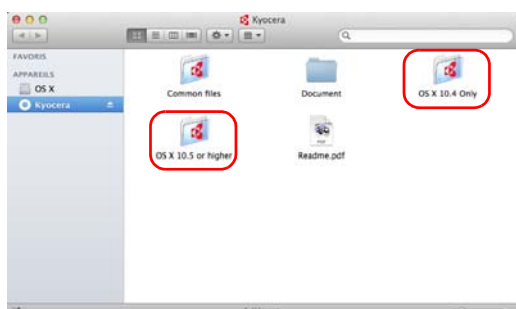 Kyocera
FAVORIS
APPAREILS
OS X
Kyocera
Common files
Document
OS X 10.4 Only
OS X 10.5 or higher
PDF
Readme.pdf